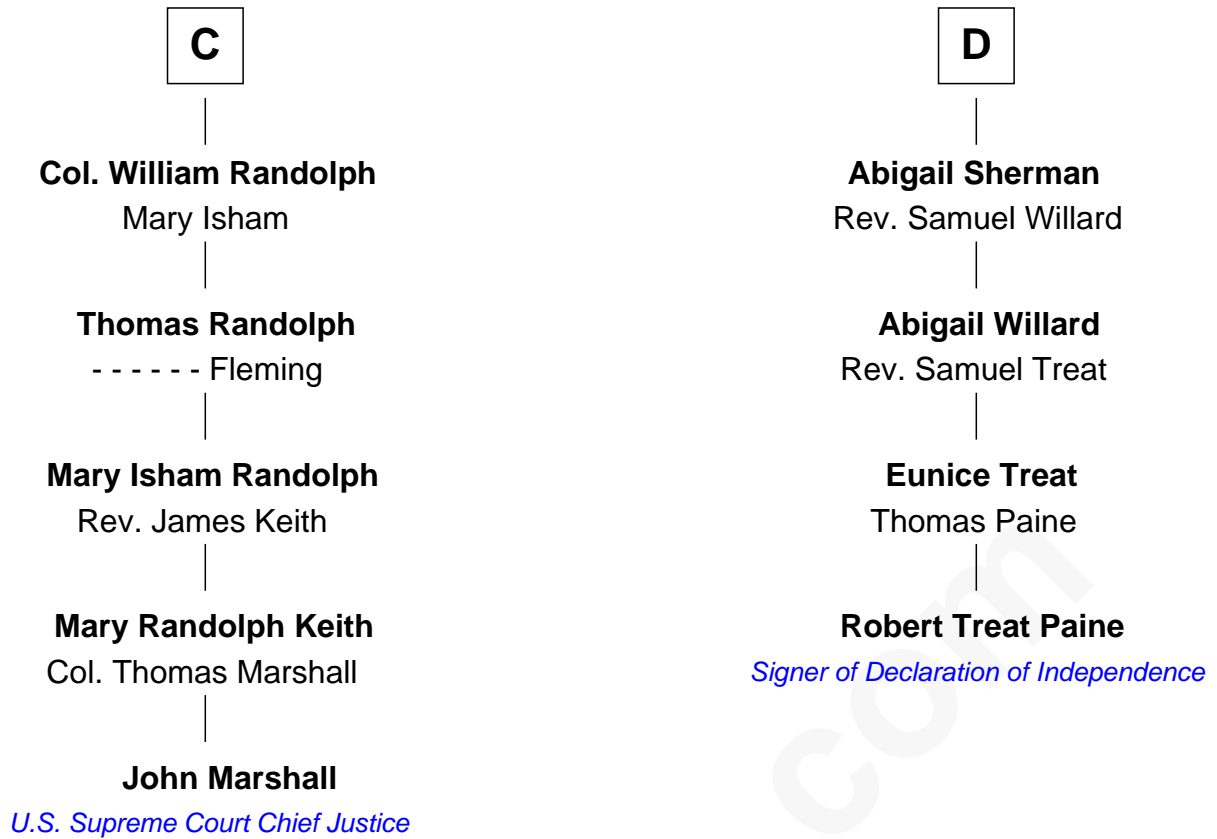 C
Col. William Randolph
Mary Isham
Thomas Randolph
- - - - - - Fleming
Mary Isham Randolph
Rev. James Keith
Mary Randolph Keith
Col. Thomas Marshall
John Marshall
U.S. Supreme Court Chief Justice
D
Abigail Sherman
Rev. Samuel Willard
Abigail Willard
Rev. Samuel Treat
Eunice Treat
Thomas Paine
Robert Treat Paine
Signer of Declaration of Independence
com